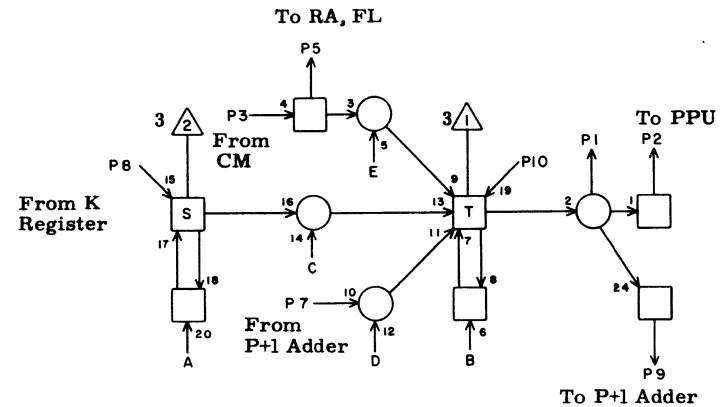 To RA, FL
P5
P3
4
3
From
CM
5
E
3
2
3
1
P8
15
From K
Register
S
17
18
20
A
16
14
C
9
13
11
T
19
P10
7
8
6
B
P7
10
12
D
From
P+1 Adder
2
P1
To PPU
P2
1
24
P9
To P+1 Adder